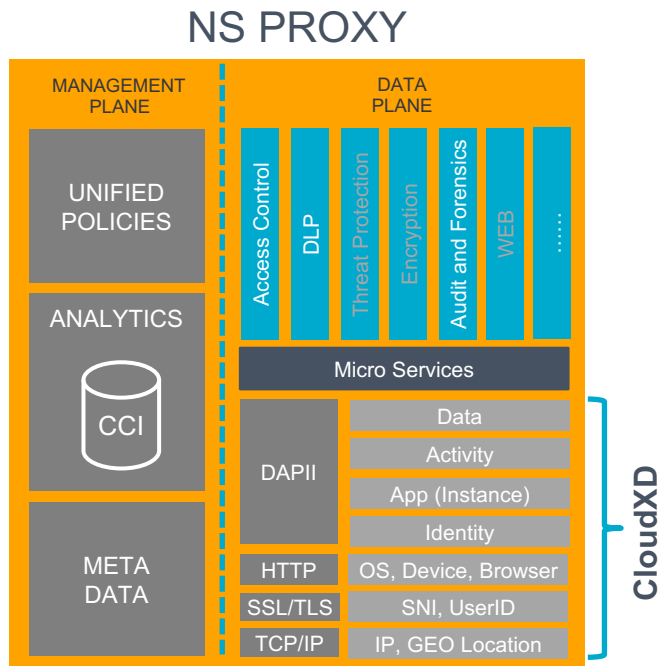 NS PROXY
MANAGEMENT
PLANE
UNIFIED
POLICIES
ANALYTICS
CCI
META
DATA
DATA
PLANE
Access Control
DLP
Threat Protection
Encryption
Audit and Forensics
WEB
......
Micro Services
DAPII
Data
Activity
App (Instance)
Identity
HTTP
OS, Device, Browser
SSL/TLS
SNI, UserID
TCP/IP
IP, GEO Location
CloudXD